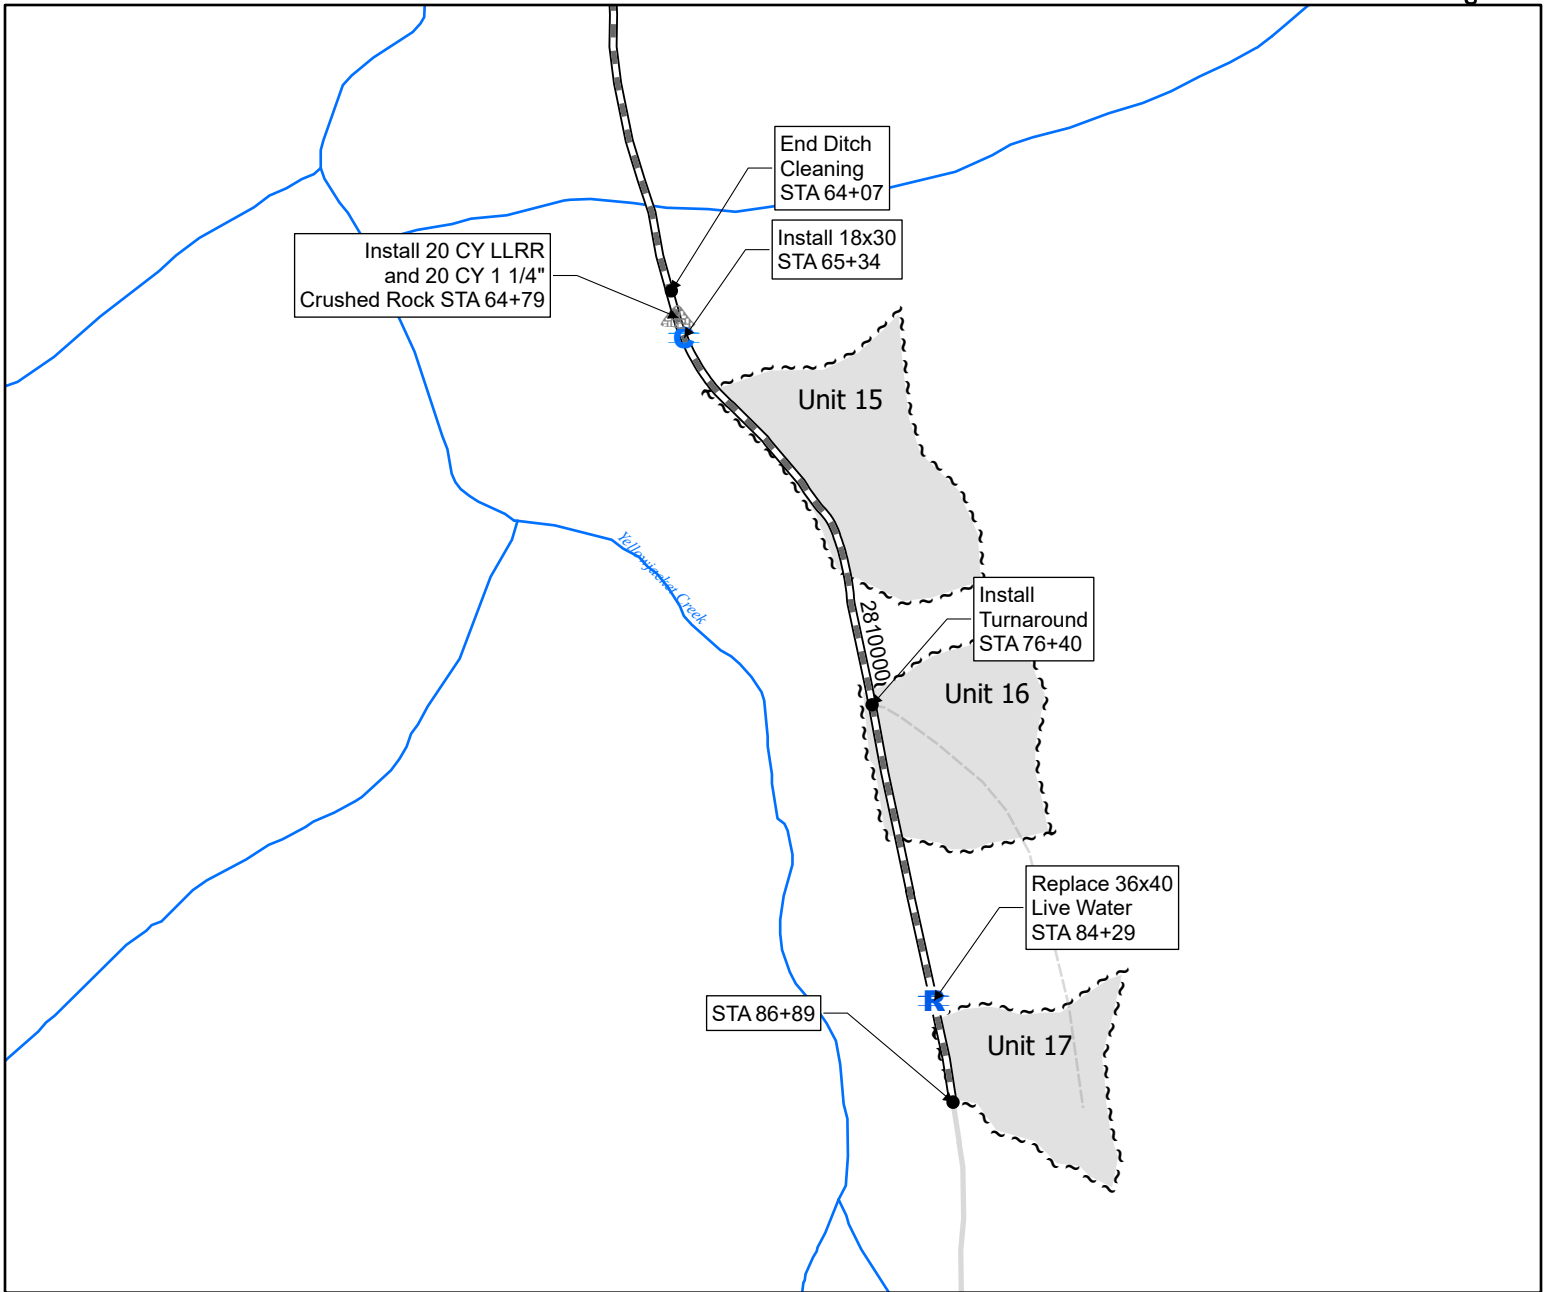 End Ditch
Cleaning
STA 64+07
Install 18x30
STA 65+34
Install 20 CY LLRR
and 20 CY 1 1/4"
Crushed Rock STA 64+79
C
Unit 15
Yellowjacket Creek
2810000
Install
Turnaround
STA 76+40
Unit 16
Replace 36x40
Live Water
STA 84+29
R
STA 86+89
Unit 17